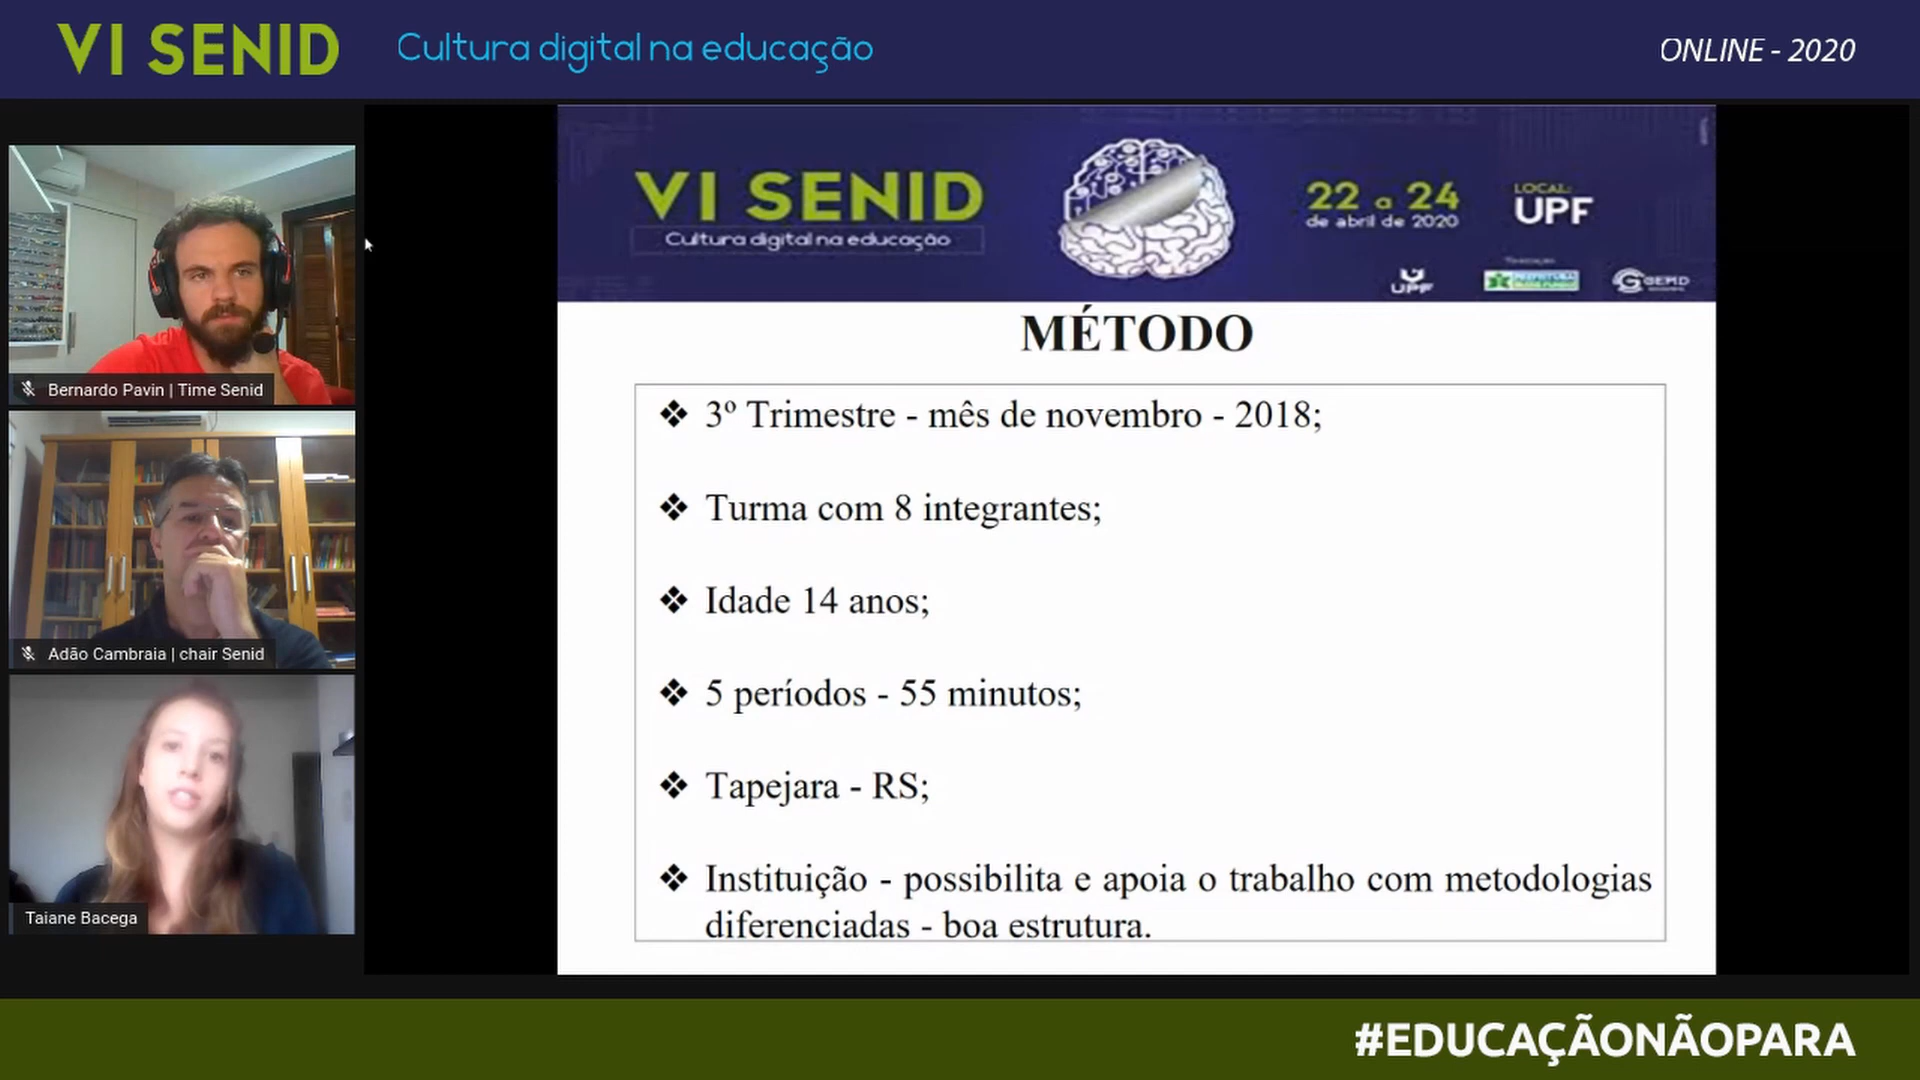 VI SENID
Cultura digital na educação
ONLINE - 2020
VI SENID
Cultura digital na educação
22 a 24
de abril de 2020
LOCAL:
UPF
UPF
GEPID
MÉTODO
❖ 3º Trimestre - mês de novembro - 2018;
❖ Turma com 8 integrantes;
❖ Idade 14 anos;
❖ 5 períodos - 55 minutos;
❖ Tapejara - RS;
❖ Instituição - possibilita e apoia o trabalho com metodologias
diferenciadas - boa estrutura.
Bernardo Pavin | Time Senid
Adão Cambraia | chair Senid
Taiane Bacega
#EDUCAÇÃONÃOPARA